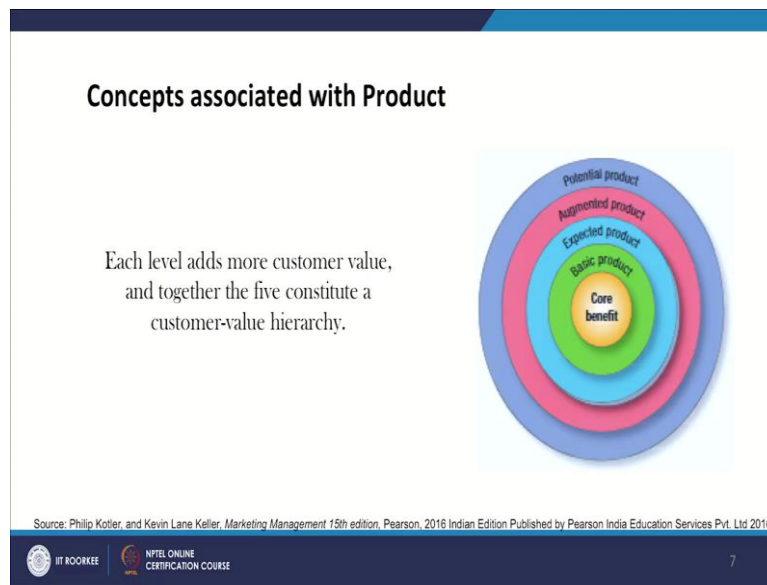 Concepts associated with Product
Each level adds more customer value,
and together the five constitute a
customer-value hierarchy.
Potential product
Augmented product
Expected product
Basic product
Core
benefit
Source: Philip Kotler, and Kevin Lane Keller, Marketing Management 15th edition, Pearson, 2016 Indian Edition Published by Pearson India Education Services Pvt. Ltd 201
IIT ROORKEE
NPTEL ONLINE
CERTIFICATION COURSE
7